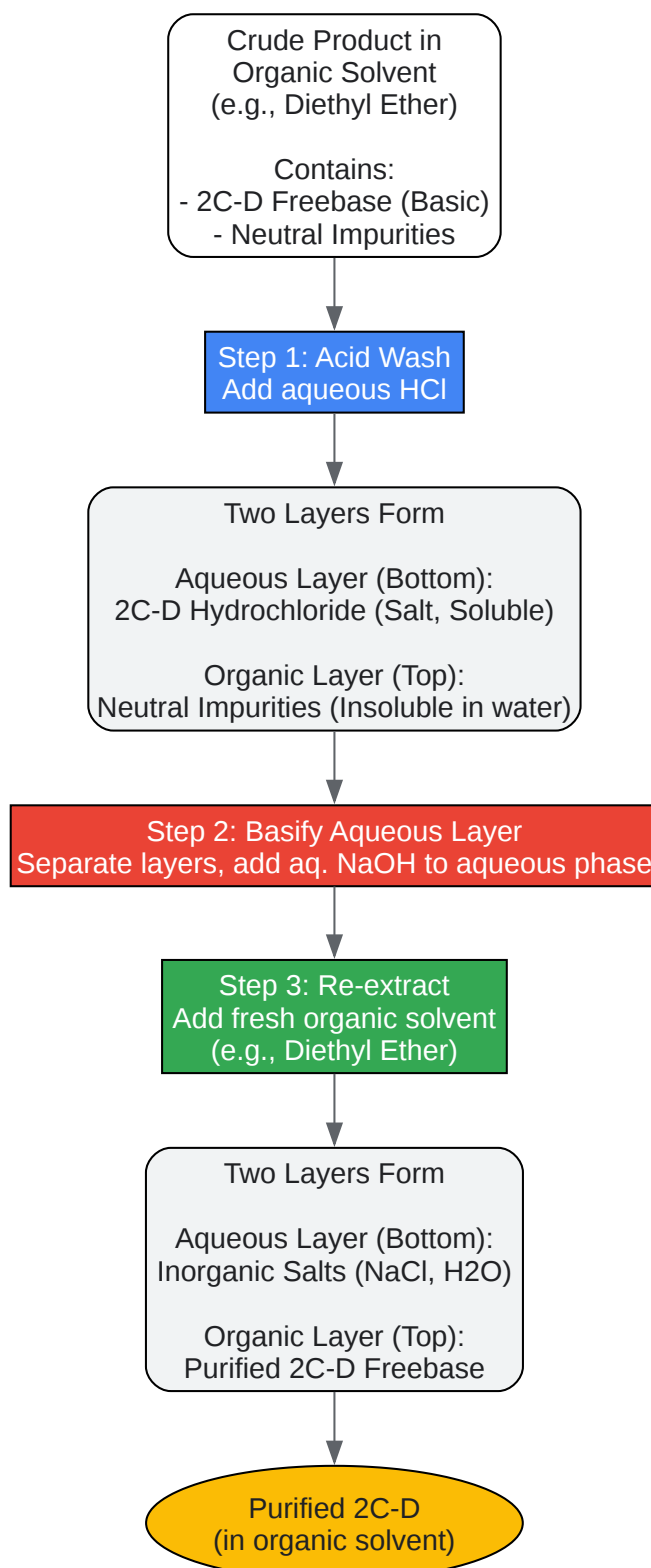 Crude Product in
Organic Solvent
(e.g., Diethyl Ether)
Contains:
- 2C-D Freebase (Basic)
- Neutral Impurities
Step 1: Acid Wash
Add aqueous HCl
Two Layers Form
Aqueous Layer (Bottom):
2C-D Hydrochloride (Salt, Soluble)
Organic Layer (Top):
Neutral Impurities (Insoluble in water)
Step 2: Basify Aqueous Layer
Separate layers, add aq. NaOH to aqueous phase
Step 3: Re-extract
Add fresh organic solvent
(e.g., Diethyl Ether)
Two Layers Form
Aqueous Layer (Bottom):
Inorganic Salts (NaCl, H2O)
Organic Layer (Top):
Purified 2C-D Freebase
Purified 2C-D
(in organic solvent)